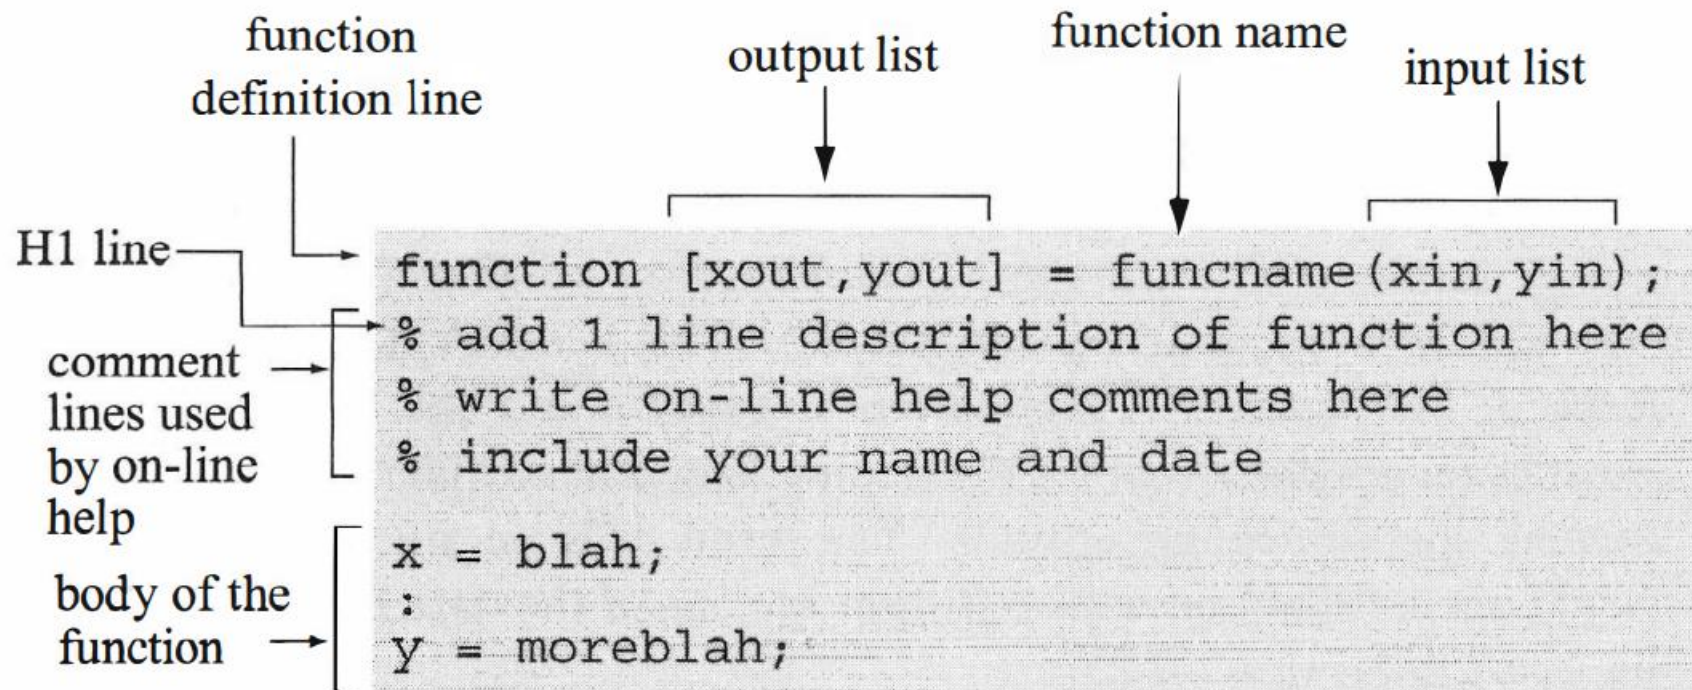 function
definition line
output list
function name
input list
H1 line
function [xout,yout] = funcname(xin,yin);
% add 1 line description of function here
% write on-line help comments here
% include your name and date
comment
lines used
by on-line
help
x = blah;
:
y = moreblah;
body of the
function